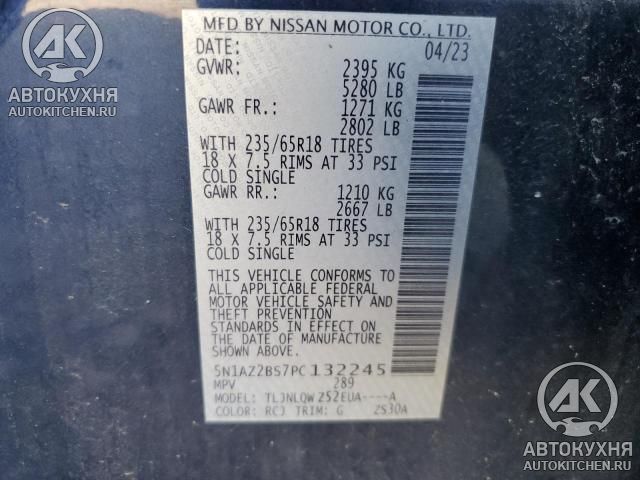 MFD BY NISSAN MOTOR CO., LTD.
DATE: 04/23
GVWR: 2395 KG
5280 LB
GAWR FR.: 1271 KG
2802 LB
WITH 235/65R18 TIRES
18 X 7.5 RIMS AT 33 PSI
COLD SINGLE
GAWR RR.: 1210 KG
2667 LB
WITH 235/65R18 TIRES
18 X 7.5 RIMS AT 33 PSI
COLD SINGLE
THIS VEHICLE CONFORMS TO
ALL APPLICABLE FEDERAL
MOTOR VEHICLE SAFETY AND
THEFT PREVENTION
STANDARDS IN EFFECT ON
THE DATE OF MANUFACTURE
SHOWN ABOVE.
5N1AZ2BS7PC132245
MPV 289
MODEL: TLJNLQW Z52EUA----A
COLOR: RCJ TRIM: G 2S30A
АВТОКУХНЯ
AUTOKITCHEN.RU
АВТОКУХНЯ
AUTOKITCHEN.RU